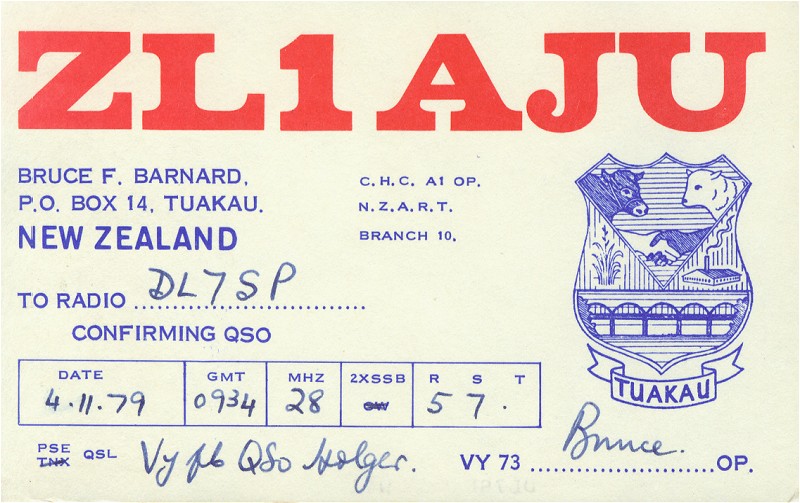 ZL1AJU
BRUCE F. BARNARD,
P.O. BOX 14, TUAKAU.
NEW ZEALAND
C.H.C. A1 OP.
N.Z.A.R.T.
BRANCH 10.
TO RADIO DL7SP
CONFIRMING QSO
DATE GMT MHZ 2XSSB R S T
4.11.79 0934 28 CW 5 7 .
PSE TNX QSL Vy fb QSO Holger. VY 73 Bruce. OP.
TUAKAU